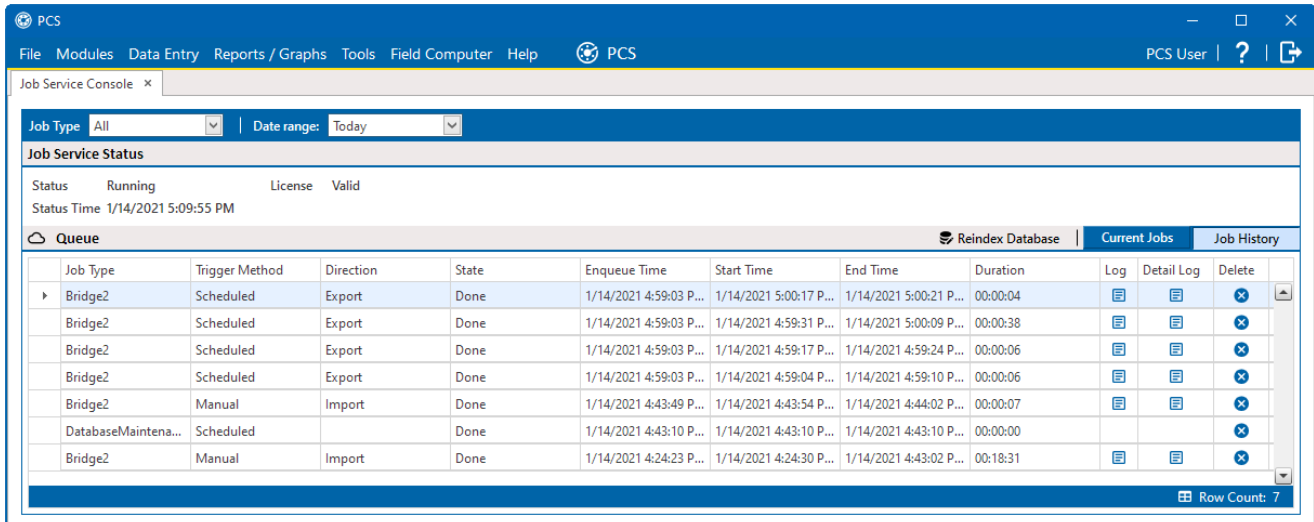 PCS
File Modules Data Entry Reports / Graphs Tools Field Computer Help PCS PCS User | ? |
Job Service Console ×
Job Type All | Date range: Today
Job Service Status
Status Running License Valid
Status Time 1/14/2021 5:09:55 PM
Queue Reindex Database | Current Jobs Job History
Job Type Trigger Method Direction State Enqueue Time Start Time End Time Duration Log Detail Log Delete
Bridge2 Scheduled Export Done 1/14/2021 4:59:03 P... 1/14/2021 5:00:17 P... 1/14/2021 5:00:21 P... 00:00:04
Bridge2 Scheduled Export Done 1/14/2021 4:59:03 P... 1/14/2021 4:59:31 P... 1/14/2021 5:00:09 P... 00:00:38
Bridge2 Scheduled Export Done 1/14/2021 4:59:03 P... 1/14/2021 4:59:17 P... 1/14/2021 4:59:24 P... 00:00:06
Bridge2 Scheduled Export Done 1/14/2021 4:59:03 P... 1/14/2021 4:59:04 P... 1/14/2021 4:59:10 P... 00:00:06
Bridge2 Manual Import Done 1/14/2021 4:43:49 P... 1/14/2021 4:43:54 P... 1/14/2021 4:44:02 P... 00:00:07
DatabaseMaintena... Scheduled Done 1/14/2021 4:43:10 P... 1/14/2021 4:43:10 P... 1/14/2021 4:43:10 P... 00:00:00
Bridge2 Manual Import Done 1/14/2021 4:24:23 P... 1/14/2021 4:24:30 P... 1/14/2021 4:43:02 P... 00:18:31
Row Count: 7